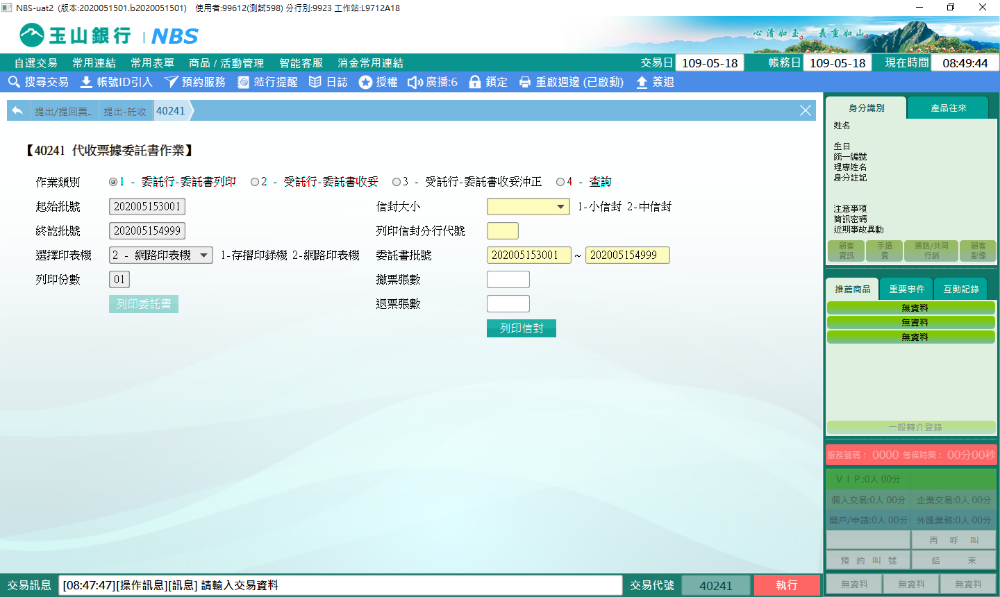 NBS-uat2 (版本:2020051501.b2020051501) 使用者:99612(測試598) 分行別:9923 工作站:L9712A18
玉山銀行 | NBS
心清如玉，義重如山。
自選交易 常用連結 常用表單 商品 / 活動管理 智能客服 消金常用連結 交易日 109-05-18 帳務日 109-05-18 現在時間 08:49:44
搜尋交易 帳號ID引入 預約服務 蒞行提醒 日誌 授權 廣播:6 鎖定 重啟週邊 (已啟動) 簽退
提出/提回票.. 提出-託收 40241
【40241 代收票據委託書作業】
作業類別 1 - 委託行-委託書列印 2 - 受託行-委託書收妥 3 - 受託行-委託書收妥沖正 4 - 查詢
起始批號 202005153001 信封大小 1-小信封 2-中信封
終訖批號 202005154999 列印信封分行代號
選擇印表機 2 - 網路印表機 1-存摺印錄機 2-網路印表機 委託書批號 202005153001 ~ 202005154999
列印份數 01 撤票張數
列印委託書 退票張數
列印信封
身分識別 產品往來
姓名
生日
統一編號
理專姓名
身分註記
注意事項
簡訊密碼
近期事故異動
顧客資訊 手續費 通路/共同行銷 顧客影像
推薦商品 重要事件 互動記錄
無資料
無資料
無資料
一般轉介登錄
服務號碼： 0000 等候時間： 00分00秒
ＶＩＰ:0人 00分
個人交易:0人 00分 企業交易:0人 00分
開戶/申請:0人 00分 外匯業務:0人 00分
再 呼 叫
預 約 叫 號 結 束
無資料 無資料 無資料
交易訊息 [08:47:47][操作訊息][訊息] 請輸入交易資料 交易代號 40241 執行